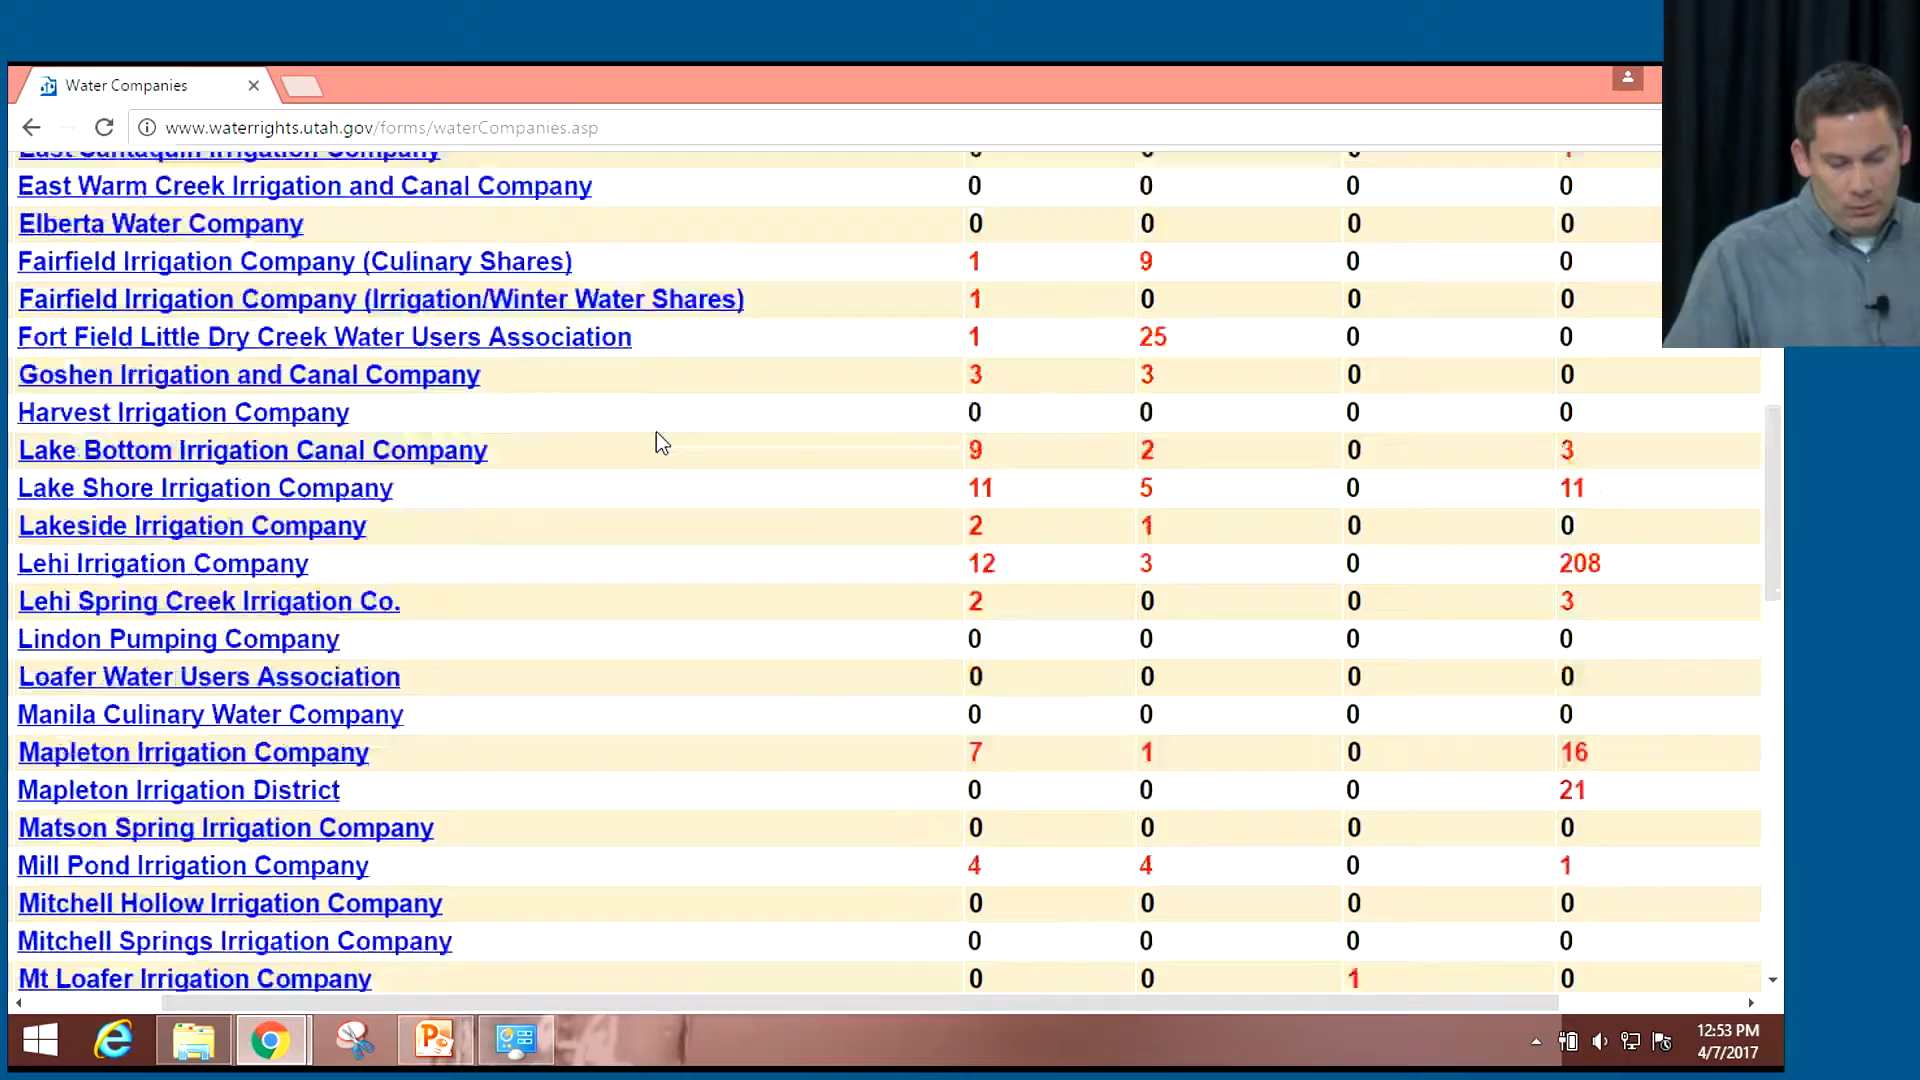 Water Companies
www.waterrights.utah.gov/forms/waterCompanies.asp
East Santaquin Irrigation Company 0 0 0 1
East Warm Creek Irrigation and Canal Company 0 0 0 0
Elberta Water Company 0 0 0 0
Fairfield Irrigation Company (Culinary Shares) 1 9 0 0
Fairfield Irrigation Company (Irrigation/Winter Water Shares) 1 0 0 0
Fort Field Little Dry Creek Water Users Association 1 25 0 0
Goshen Irrigation and Canal Company 3 3 0 0
Harvest Irrigation Company 0 0 0 0
Lake Bottom Irrigation Canal Company 9 2 0 3
Lake Shore Irrigation Company 11 5 0 11
Lakeside Irrigation Company 2 1 0 0
Lehi Irrigation Company 12 3 0 208
Lehi Spring Creek Irrigation Co. 2 0 0 3
Lindon Pumping Company 0 0 0 0
Loafer Water Users Association 0 0 0 0
Manila Culinary Water Company 0 0 0 0
Mapleton Irrigation Company 7 1 0 16
Mapleton Irrigation District 0 0 0 21
Matson Spring Irrigation Company 0 0 0 0
Mill Pond Irrigation Company 4 4 0 1
Mitchell Hollow Irrigation Company 0 0 0 0
Mitchell Springs Irrigation Company 0 0 0 0
Mt Loafer Irrigation Company 0 0 1 0
12:53 PM
4/7/2017